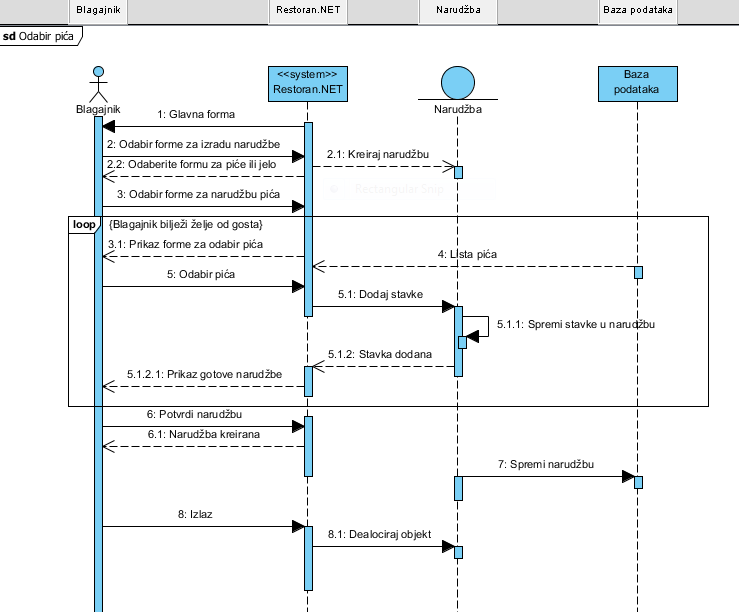 Blagajnik Restoran.NET Narudžba Baza podataka
sd Odabir pića
<<system>>
Restoran.NET
Baza
podataka
Blagajnik
Narudžba
1: Glavna forma
2: Odabir forme za izradu narudžbe
2.1: Kreiraj narudžbu
2.2: Odaberite formu za piće ili jelo
Rectangular Snip
3: Odabir forme za narudžbu pića
loop {Blagajnik bilježi želje od gosta}
3.1: Prikaz forme za odabir pića
4: Lista pića
5: Odabir pića
5.1: Dodaj stavke
5.1.1: Spremi stavke u narudžbu
5.1.2: Stavka dodana
5.1.2.1: Prikaz gotove narudžbe
6: Potvrdi narudžbu
6.1: Narudžba kreirana
7: Spremi narudžbu
8: Izlaz
8.1: Dealociraj objekt